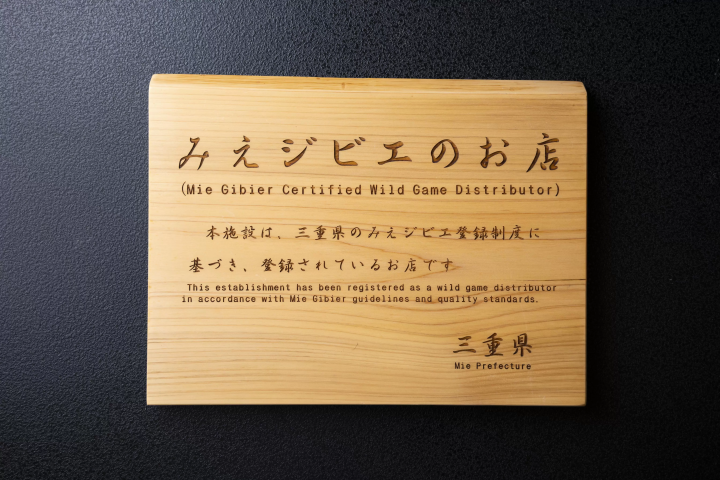 みえジビエのお店
(Mie Gibier Certified Wild Game Distributor)
本施設は、三重県のみえジビエ登録制度に
基づき、登録されているお店です
This establishment has been registered as a wild game distributor
in accordance with Mie Gibier guidelines and quality standards.
三重県
Mie Prefecture